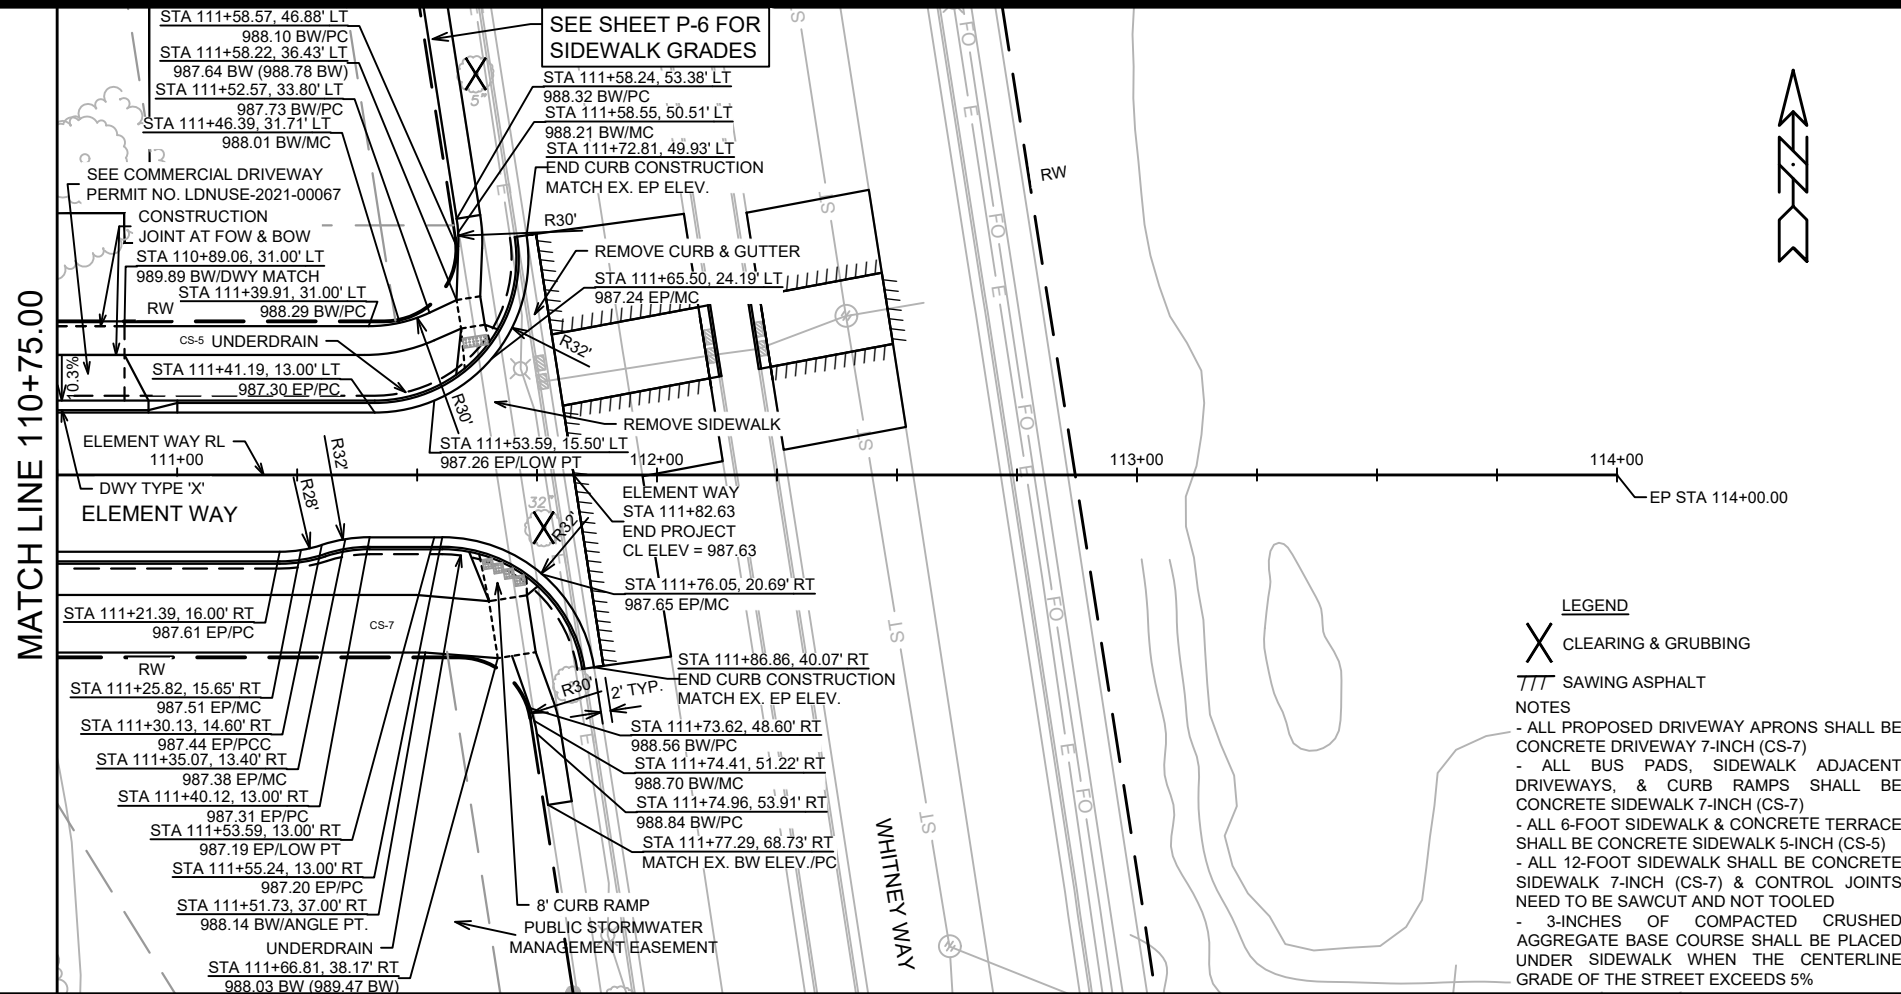 STA 111+58.57, 46.88' LT
988.10 BW/PC
STA 111+58.22, 36.43' LT
987.64 BW (988.78 BW)
STA 111+52.57, 33.80' LT
987.73 BW/PC
STA 111+46.39, 31.71' LT
988.01 BW/MC
SEE COMMERCIAL DRIVEWAY
PERMIT NO. LDNUSE-2021-00067
CONSTRUCTION
JOINT AT FOW & BOW
STA 110+89.06, 31.00' LT
989.89 BW/DWY MATCH
STA 111+39.91, 31.00' LT
988.29 BW/PC
RW
CS-5
UNDERDRAIN
STA 111+41.19, 13.00' LT
987.30 EP/PC
0.3%
MATCH LINE 110+75.00
SEE SHEET P-6 FOR
SIDEWALK GRADES
STA 111+58.24, 53.38' LT
988.32 BW/PC
STA 111+58.55, 50.51' LT
988.21 BW/MC
STA 111+72.81, 49.93' LT
END CURB CONSTRUCTION
MATCH EX. EP ELEV.
5"
R30'
REMOVE CURB & GUTTER
STA 111+65.50, 24.19' LT
987.24 EP/MC
R32'
R30'
REMOVE SIDEWALK
STA 111+53.59, 15.50' LT
987.26 EP/LOW PT
ELEMENT WAY RL
111+00
112+00
113+00
114+00
EP STA 114+00.00
R32'
R28'
DWY TYPE 'X'
ELEMENT WAY
32"
R32'
ELEMENT WAY
STA 111+82.63
END PROJECT
CL ELEV = 987.63
STA 111+76.05, 20.69' RT
987.65 EP/MC
STA 111+21.39, 16.00' RT
987.61 EP/PC
CS-7
RW
STA 111+25.82, 15.65' RT
987.51 EP/MC
STA 111+30.13, 14.60' RT
987.44 EP/PCC
STA 111+35.07, 13.40' RT
987.38 EP/MC
STA 111+40.12, 13.00' RT
987.31 EP/PC
STA 111+53.59, 13.00' RT
987.19 EP/LOW PT
STA 111+55.24, 13.00' RT
987.20 EP/PC
STA 111+51.73, 37.00' RT
988.14 BW/ANGLE PT.
UNDERDRAIN
STA 111+66.81, 38.17' RT
988.03 BW (989.47 BW)
STA 111+86.86, 40.07' RT
END CURB CONSTRUCTION
MATCH EX. EP ELEV.
R30'
2' TYP.
STA 111+73.62, 48.60' RT
988.56 BW/PC
STA 111+74.41, 51.22' RT
988.70 BW/MC
STA 111+74.96, 53.91' RT
988.84 BW/PC
STA 111+77.29, 68.73' RT
MATCH EX. BW ELEV./PC
8' CURB RAMP
PUBLIC STORMWATER
MANAGEMENT EASEMENT
WHITNEY WAY
RW
ST
ST
ST
ST
ST
FO
FO
FO
FO
FO
E
E
E
E
E
N
LEGEND
CLEARING & GRUBBING
SAWING ASPHALT
NOTES
- ALL PROPOSED DRIVEWAY APRONS SHALL BE
CONCRETE DRIVEWAY 7-INCH (CS-7)
- ALL BUS PADS, SIDEWALK ADJACENT
DRIVEWAYS, & CURB RAMPS SHALL BE
CONCRETE SIDEWALK 7-INCH (CS-7)
- ALL 6-FOOT SIDEWALK & CONCRETE TERRACE
SHALL BE CONCRETE SIDEWALK 5-INCH (CS-5)
- ALL 12-FOOT SIDEWALK SHALL BE CONCRETE
SIDEWALK 7-INCH (CS-7) & CONTROL JOINTS
NEED TO BE SAWCUT AND NOT TOOLED
- 3-INCHES OF COMPACTED CRUSHED
AGGREGATE BASE COURSE SHALL BE PLACED
UNDER SIDEWALK WHEN THE CENTERLINE
GRADE OF THE STREET EXCEEDS 5%